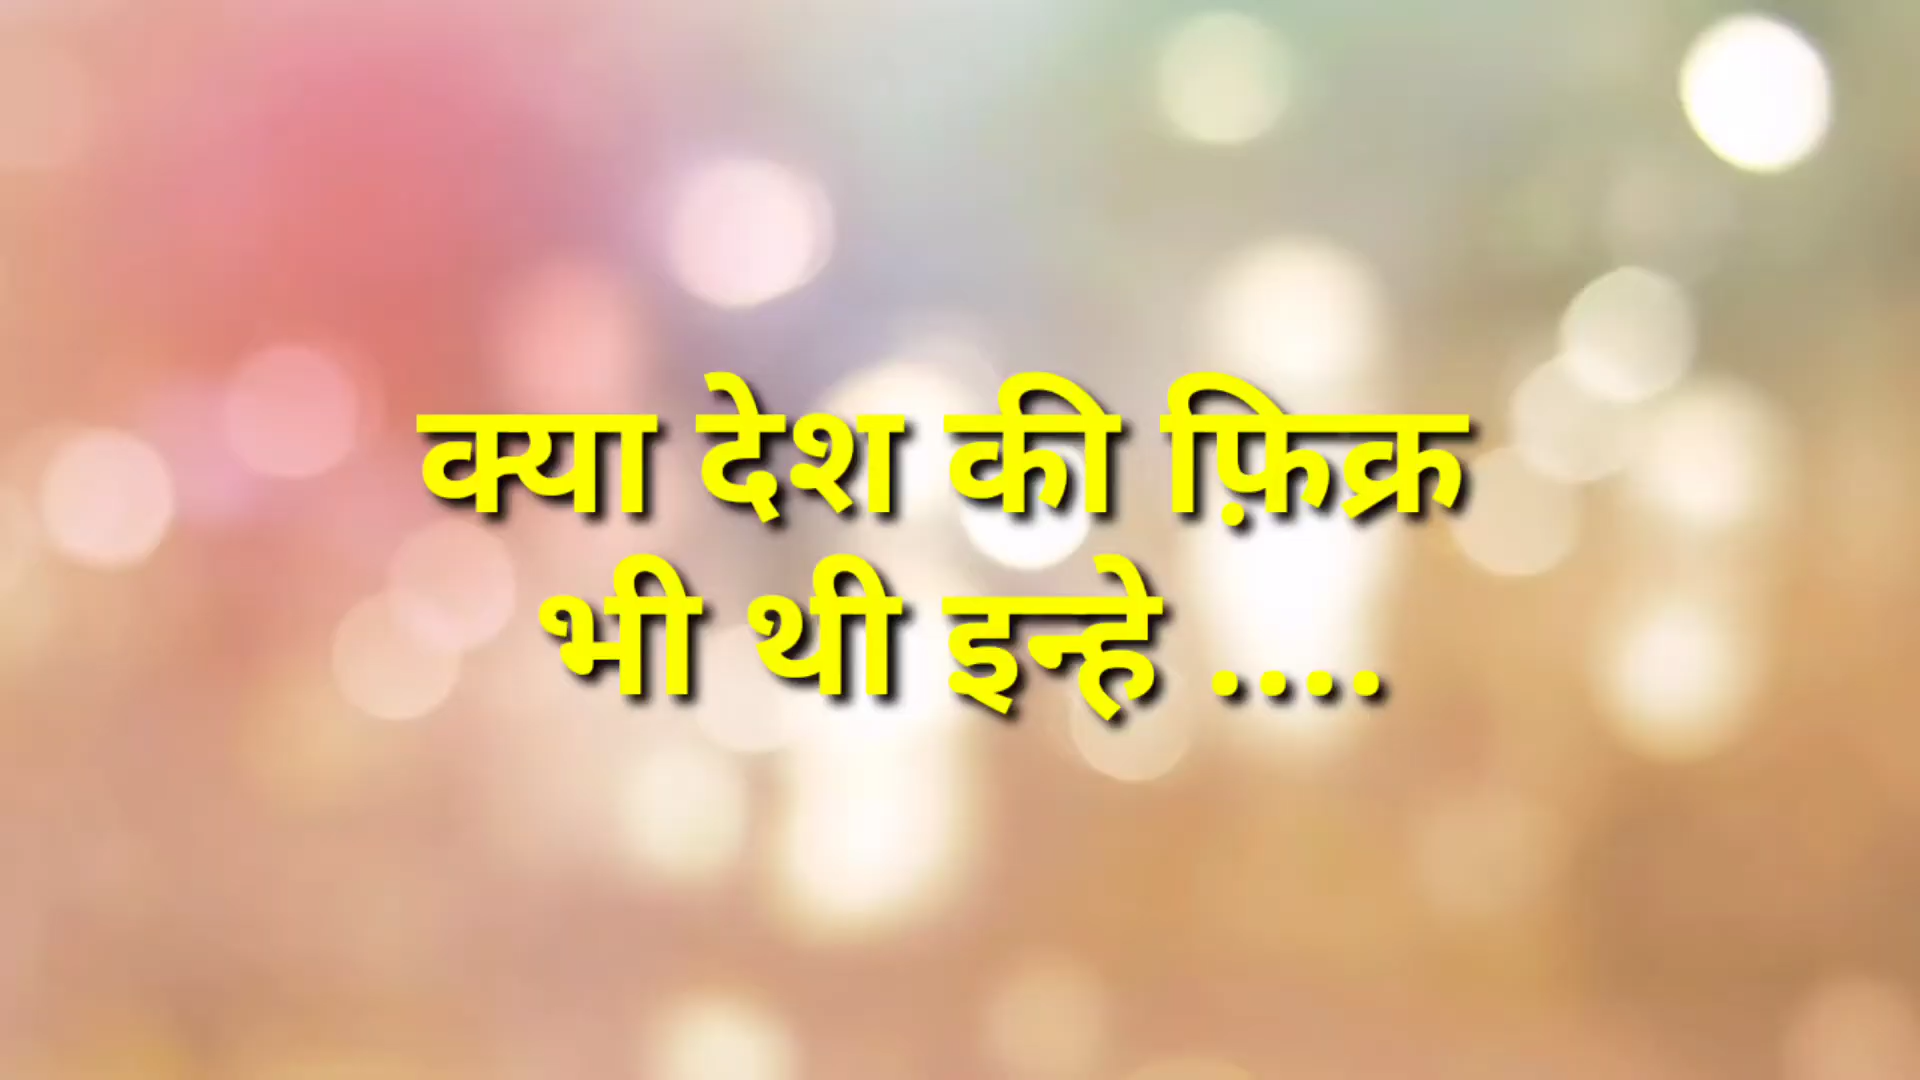 क्या देश की फ़िक्र
भी थी इन्हे ....